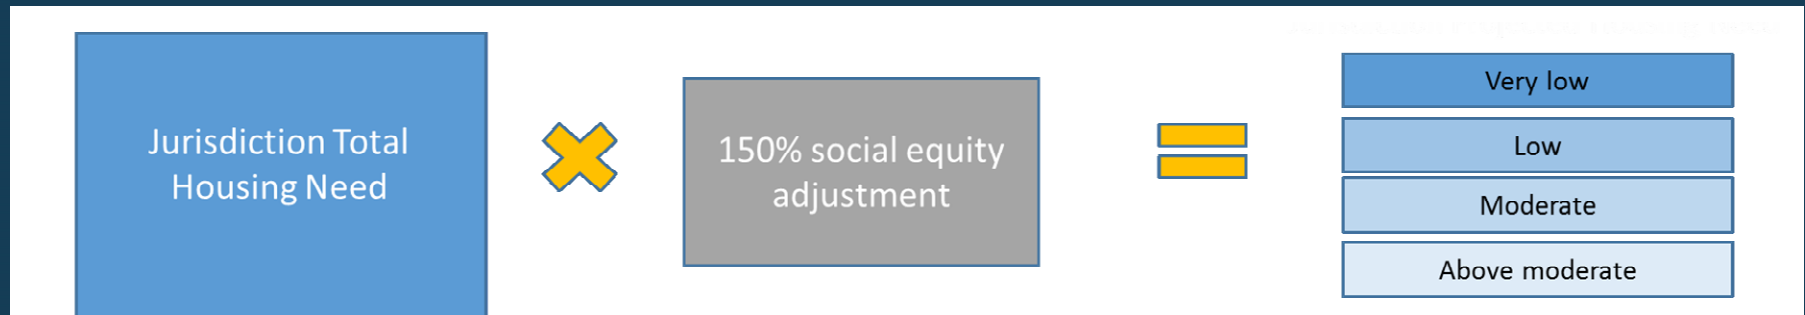 Jurisdiction Total
Housing Need
150% social equity
adjustment
Very low
Low
Moderate
Above moderate